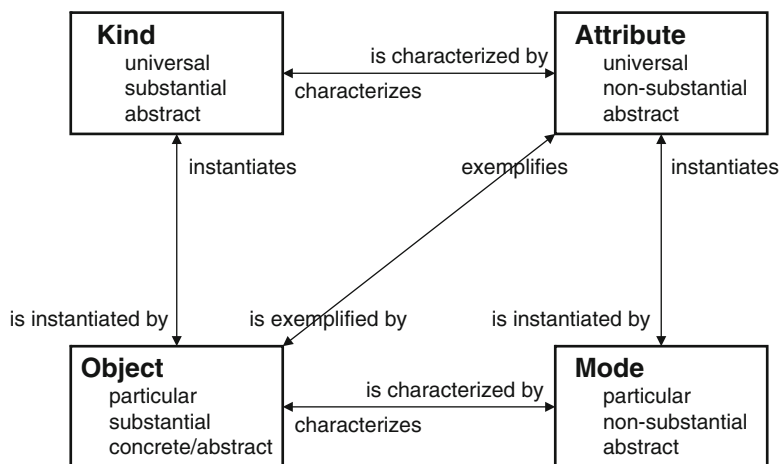 Kind
universal
substantial
abstract
is characterized by
characterizes
Attribute
universal
non-substantial
abstract
instantiates
exemplifies
instantiates
is instantiated by
is exemplified by
is instantiated by
Object
particular
substantial
concrete/abstract
is characterized by
characterizes
Mode
particular
non-substantial
abstract